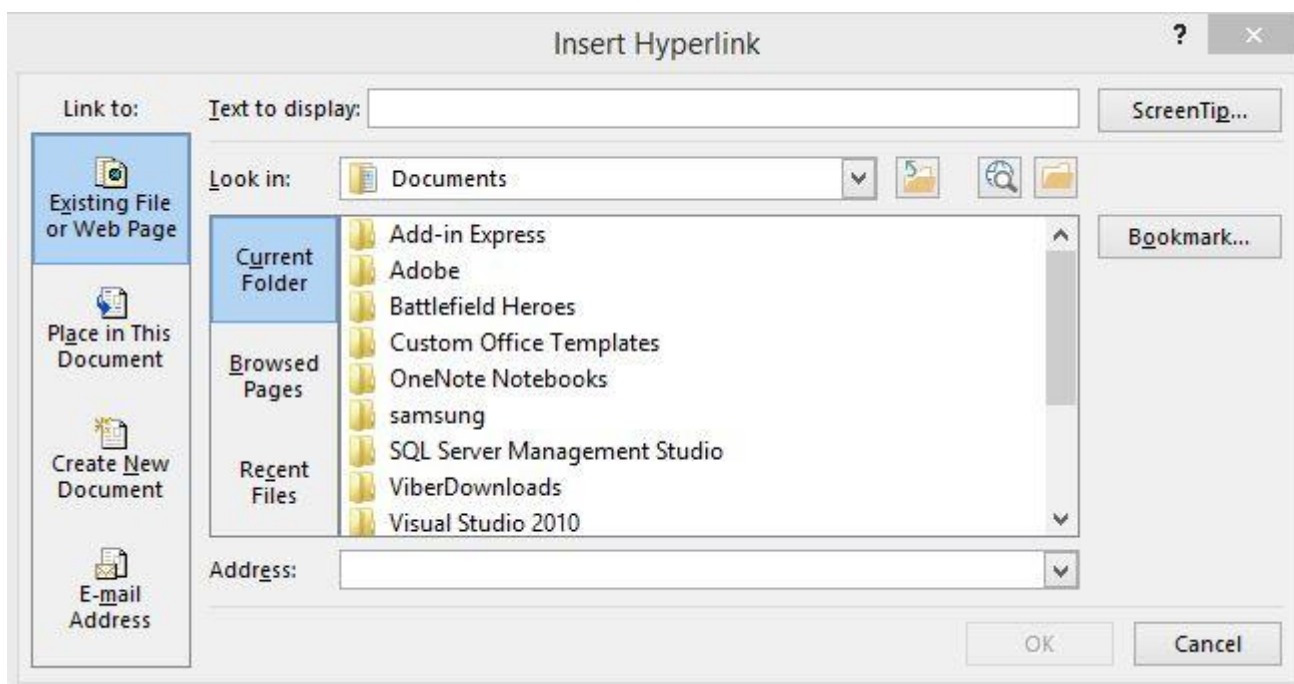 Insert Hyperlink
?
Link to:
Text to display:
ScreenTip...
Existing File
or Web Page
Place in This
Document
Create New
Document
E-mail
Address
Look in:
Documents
Current
Folder
Browsed
Pages
Recent
Files
Add-in Express
Adobe
Battlefield Heroes
Custom Office Templates
OneNote Notebooks
samsung
SQL Server Management Studio
ViberDownloads
Visual Studio 2010
Bookmark...
Address:
OK
Cancel